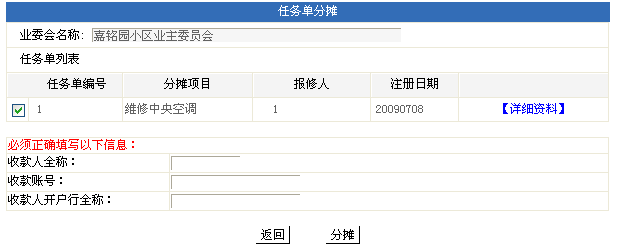 任务单分摊
业委会名称: 嘉铭园小区业主委员会
任务单列表
任务单编号 分摊项目 报修人 注册日期
1 维修中央空调 1 20090708 【详细资料】
必须正确填写以下信息：
收款人全称：
收款账号：
收款人开户行全称：
返回 分摊